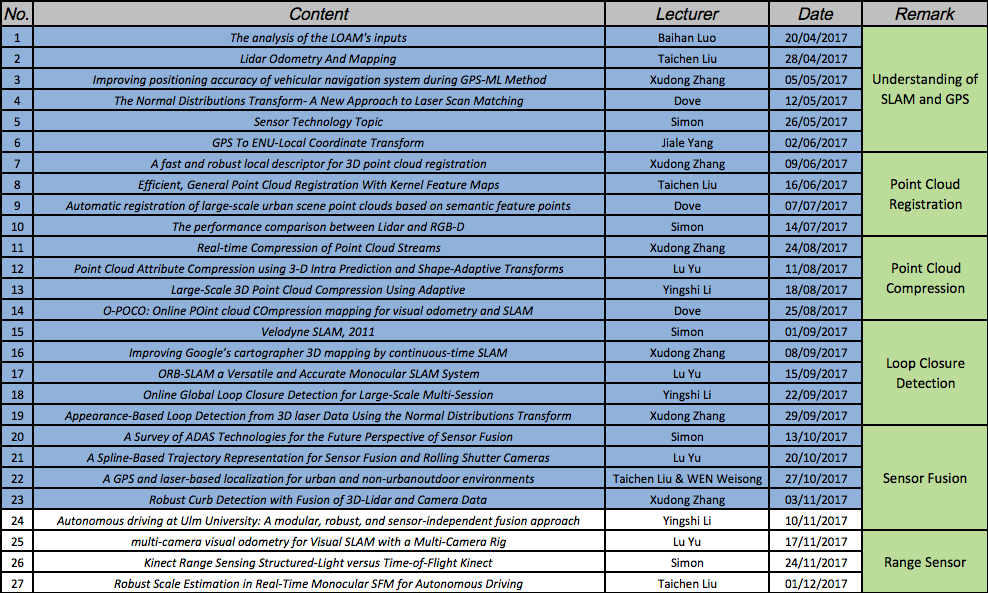 No. Content Lecturer Date Remark
1 The analysis of the LOAM's inputs Baihan Luo 20/04/2017
2 Lidar Odometry And Mapping Taichen Liu 28/04/2017
3 Improving positioning accuracy of vehicular navigation system during GPS-ML Method Xudong Zhang 05/05/2017
Understanding of
4 The Normal Distributions Transform- A New Approach to Laser Scan Matching Dove 12/05/2017
SLAM and GPS
5 Sensor Technology Topic Simon 26/05/2017
6 GPS To ENU-Local Coordinate Transform Jiale Yang 02/06/2017
7 A fast and robust local descriptor for 3D point cloud registration Xudong Zhang 09/06/2017
8 Efficient, General Point Cloud Registration With Kernel Feature Maps Taichen Liu 16/06/2017
Point Cloud
9 Automatic registration of large-scale urban scene point clouds based on semantic feature points Dove 07/07/2017
Registration
10 The performance comparison between Lidar and RGB-D Simon 14/07/2017
11 Real-time Compression of Point Cloud Streams Xudong Zhang 24/08/2017
12 Point Cloud Attribute Compression using 3-D Intra Prediction and Shape-Adaptive Transforms Lu Yu 11/08/2017
Point Cloud
13 Large-Scale 3D Point Cloud Compression Using Adaptive Yingshi Li 18/08/2017
Compression
14 O-POCO: Online POint cloud COmpression mapping for visual odometry and SLAM Dove 25/08/2017
15 Velodyne SLAM, 2011 Simon 01/09/2017
16 Improving Google’s cartographer 3D mapping by continuous-time SLAM Xudong Zhang 08/09/2017
Loop Closure
17 ORB-SLAM a Versatile and Accurate Monocular SLAM System Lu Yu 15/09/2017
Detection
18 Online Global Loop Closure Detection for Large-Scale Multi-Session Yingshi Li 22/09/2017
19 Appearance-Based Loop Detection from 3D laser Data Using the Normal Distributions Transform Xudong Zhang 29/09/2017
20 A Survey of ADAS Technologies for the Future Perspective of Sensor Fusion Simon 13/10/2017
21 A Spline-Based Trajectory Representation for Sensor Fusion and Rolling Shutter Cameras Lu Yu 20/10/2017
22 A GPS and laser-based localization for urban and non-urbanoutdoor environments Taichen Liu & WEN Weisong 27/10/2017 Sensor Fusion
23 Robust Curb Detection with Fusion of 3D-Lidar and Camera Data Xudong Zhang 03/11/2017
24 Autonomous driving at Ulm University: A modular, robust, and sensor-independent fusion approach Yingshi Li 10/11/2017
25 multi-camera visual odometry for Visual SLAM with a Multi-Camera Rig Lu Yu 17/11/2017
26 Kinect Range Sensing Structured-Light versus Time-of-Flight Kinect Simon 24/11/2017 Range Sensor
27 Robust Scale Estimation in Real-Time Monocular SFM for Autonomous Driving Taichen Liu 01/12/2017